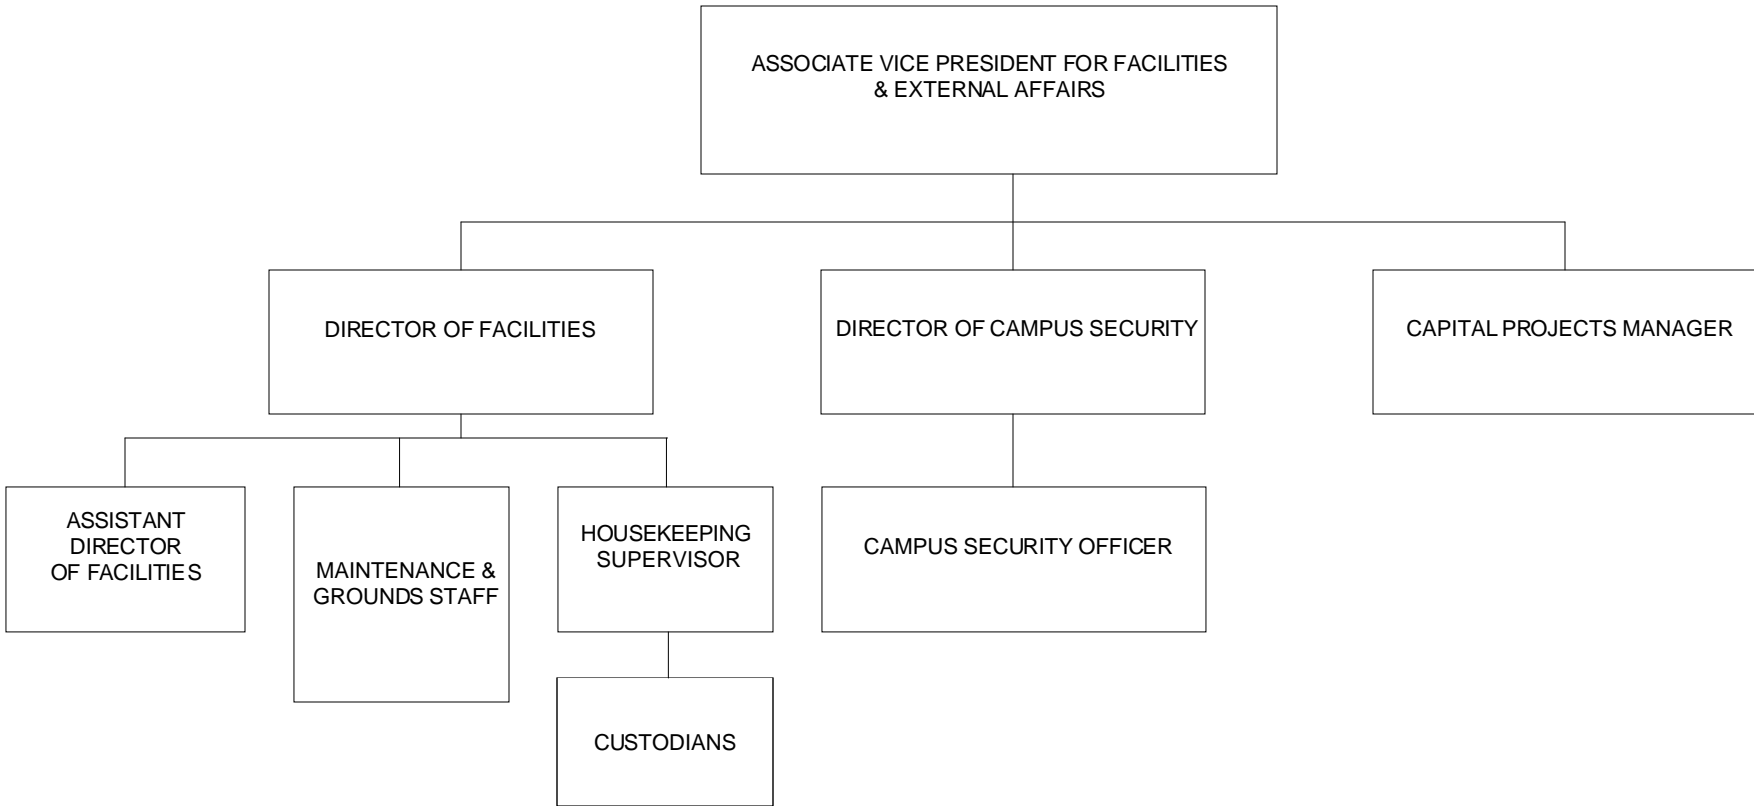 ASSOCIATE VICE PRESIDENT FOR FACILITIES
& EXTERNAL AFFAIRS
DIRECTOR OF FACILITIES
DIRECTOR OF CAMPUS SECURITY
CAPITAL PROJECTS MANAGER
ASSISTANT
DIRECTOR
OF FACILITIES
MAINTENANCE &
GROUNDS STAFF
HOUSEKEEPING
SUPERVISOR
CAMPUS SECURITY OFFICER
CUSTODIANS